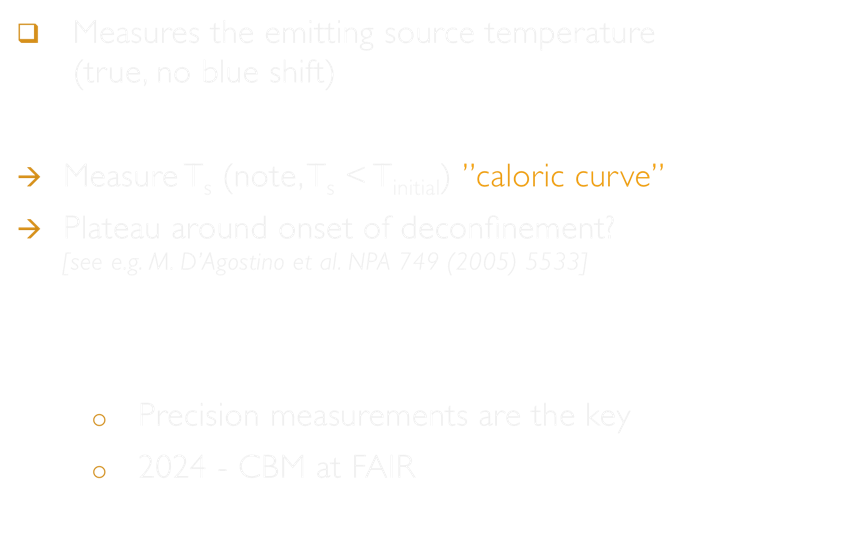 ❑ Measures the emitting source temperature
(true, no blue shift)
→ Measure Ts (note, Ts < Tinitial) ”caloric curve”
→ Plateau around onset of deconfinement?
[see e.g. M. D'Agostino et al. NPA 749 (2005) 5533]
o Precision measurements are the key
o 2024 - CBM at FAIR